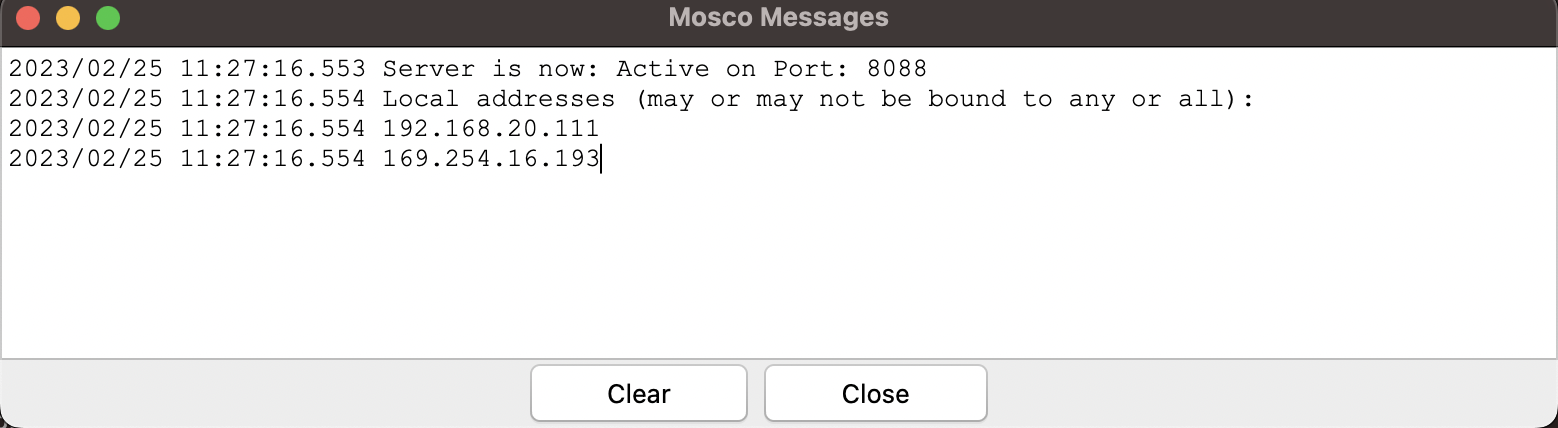 Mosco Messages
2023/02/25 11:27:16.553 Server is now: Active on Port: 8088
2023/02/25 11:27:16.554 Local addresses (may or may not be bound to any or all):
2023/02/25 11:27:16.554 192.168.20.111
2023/02/25 11:27:16.554 169.254.16.193
Clear Close